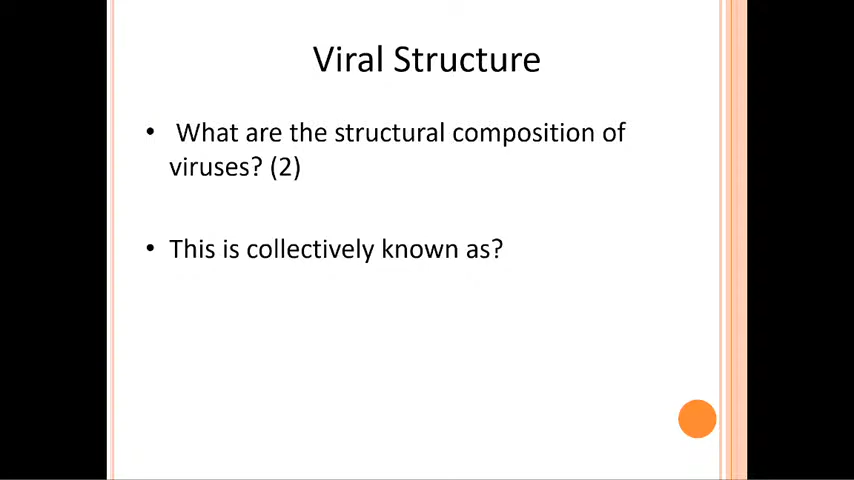 Viral Structure
• What are the structural composition of
viruses? (2)
• This is collectively known as?